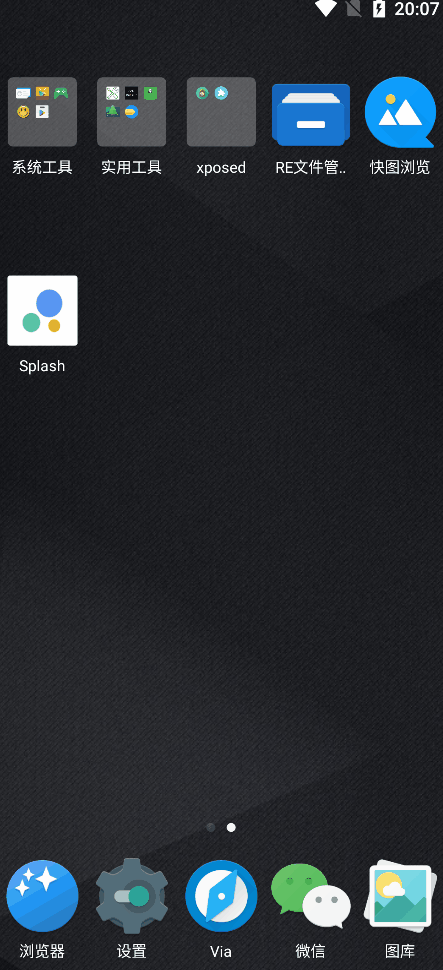 20:07
系统工具
实用工具
xposed
RE文件管..
快图浏览
Splash
浏览器
设置
Via
微信
图库